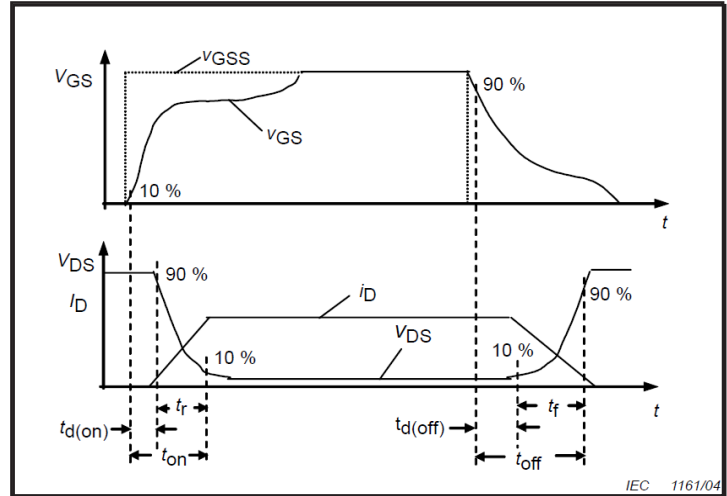 vGSS
VGS
90 %
vGS
10 %
t
VDS
90 %
ID
iD
90 %
VDS
10 %
10 %
tr
tf
t
td(on)
td(off)
ton
toff
IEC 1161/04